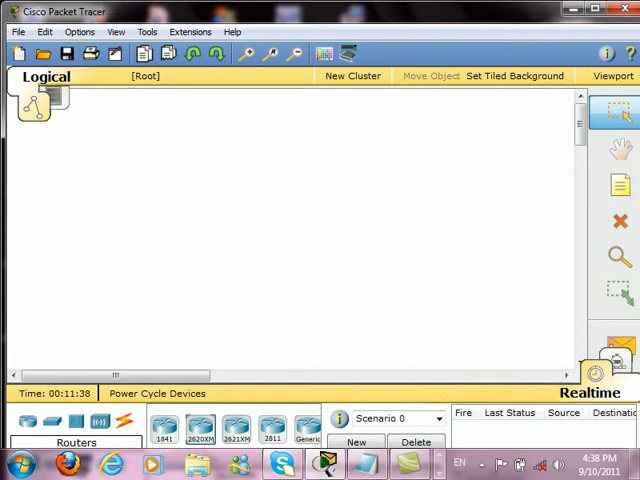 Cisco Packet Tracer
File Edit Options View Tools Extensions Help
Logical [Root] New Cluster Move Object Set Tiled Background Viewport
Time: 00:11:38 Power Cycle Devices Realtime
Scenario 0 Fire Last Status Source Destinatio
1841 2620XM 2621XM 2811 Generic
Routers New Delete
EN 4:38 PM
9/10/2011